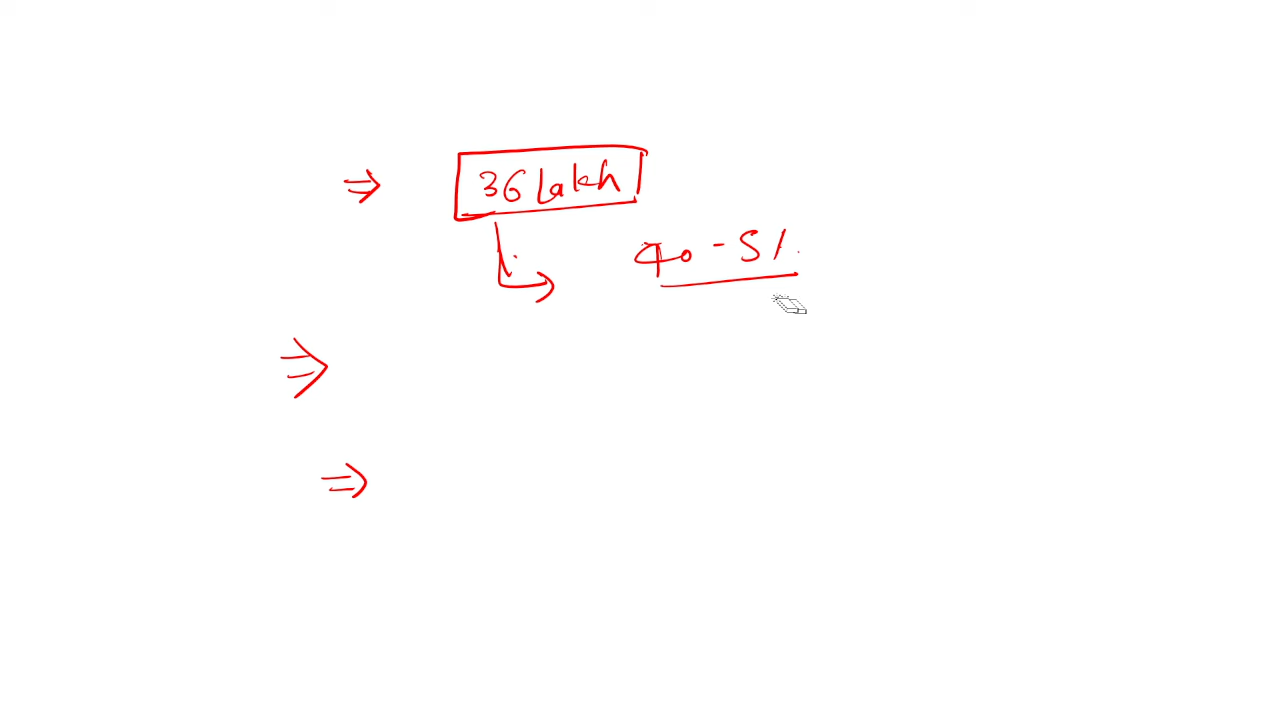 ⇒ 36 Lakh
40 - 5%
⇒
⇒